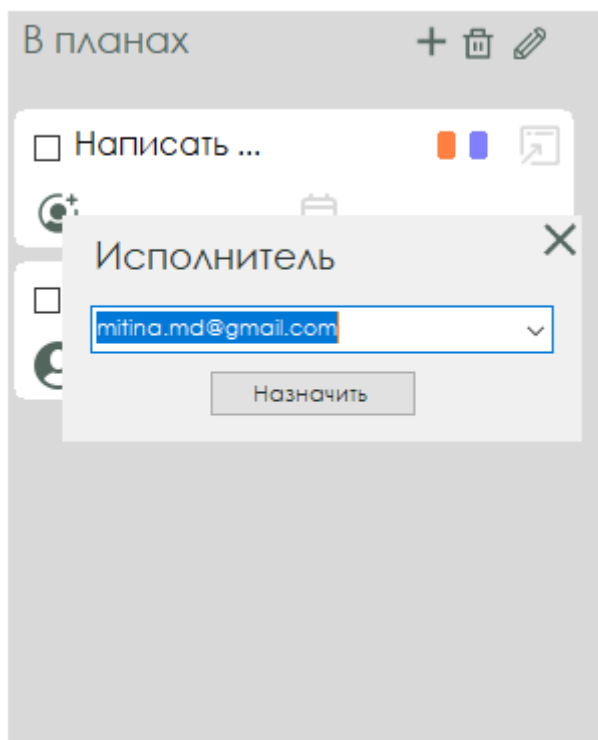 В планах
Написать ...
Исполнитель
mitina.md@gmail.com
Назначить